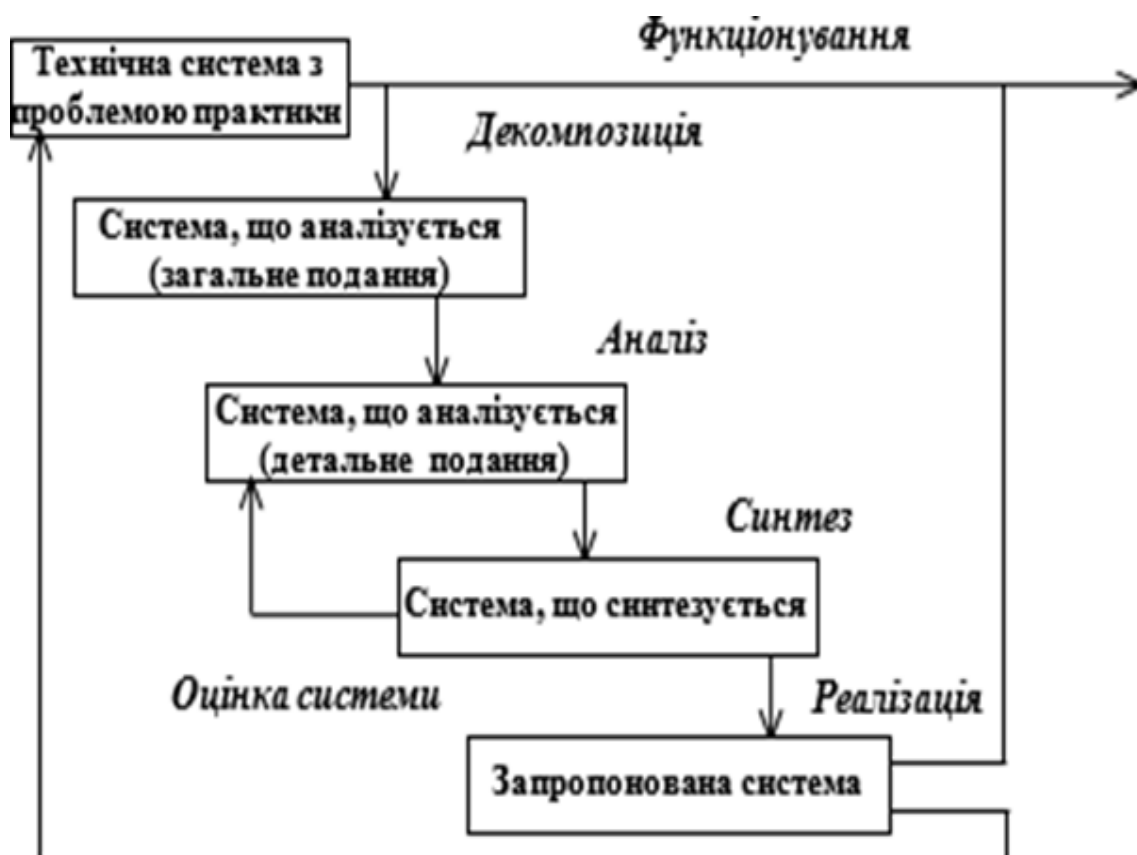 Функціонування
Технічна система з
проблемою практики
Декомпозиція
Система, що аналізується
(загальне подання)
Аналіз
Система, що аналізується
(детальне подання)
Синтез
Система, що синтезується
Оцінка системи
Реалізація
Запропонована система